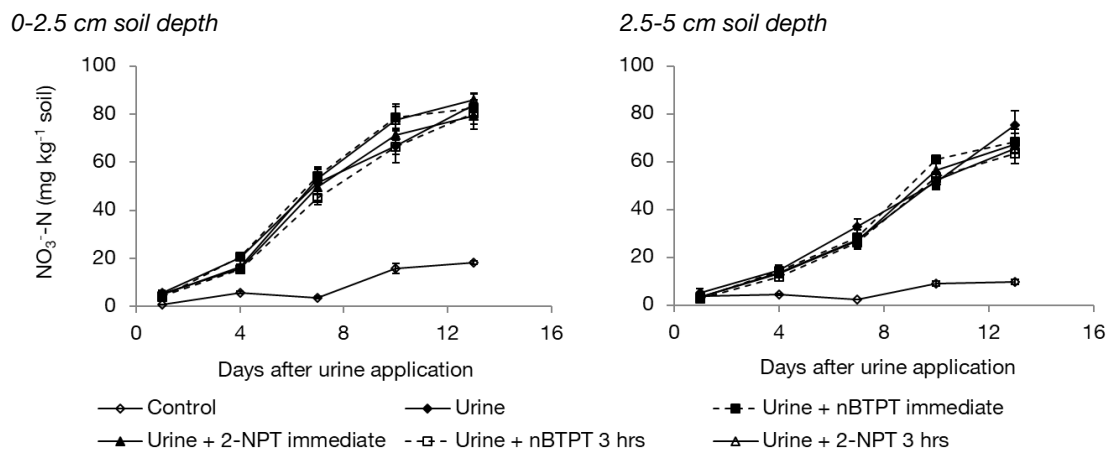 0-2.5 cm soil depth
2.5-5 cm soil depth
NO₃⁻-N (mg kg⁻¹ soil)
100
80
60
40
20
0
0 4 8 12 16
Days after urine application
100
80
60
40
20
0
0 4 8 12 16
Days after urine application
Control Urine Urine + nBTPT immediate
Urine + 2-NPT immediate Urine + nBTPT 3 hrs Urine + 2-NPT 3 hrs